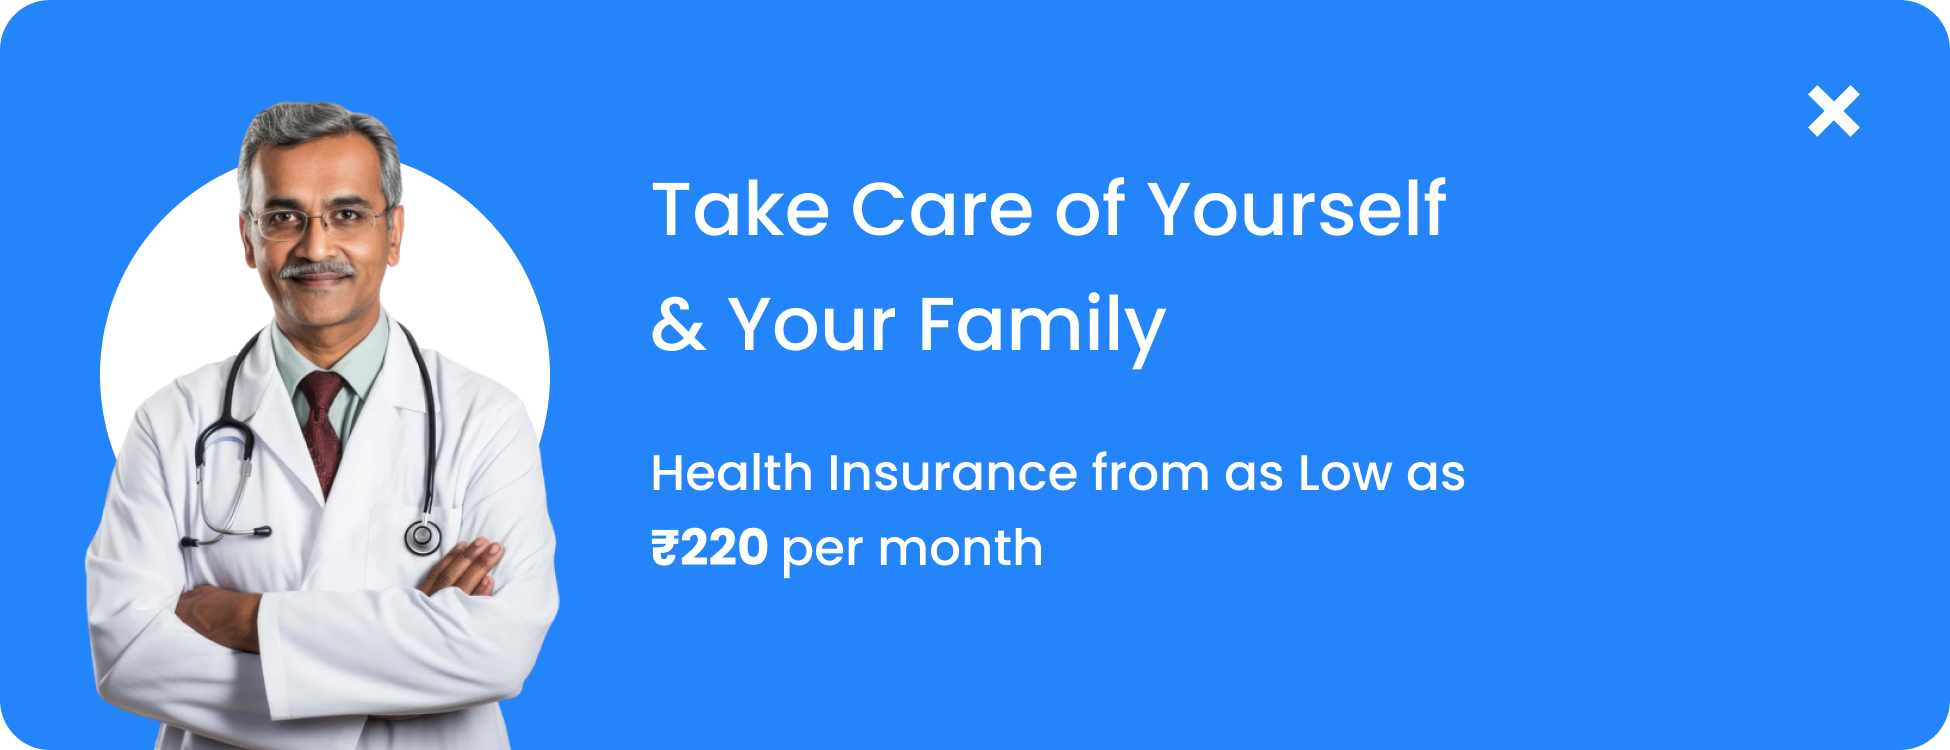 Take Care of Yourself
& Your Family
Health Insurance from as Low as
₹220 per month